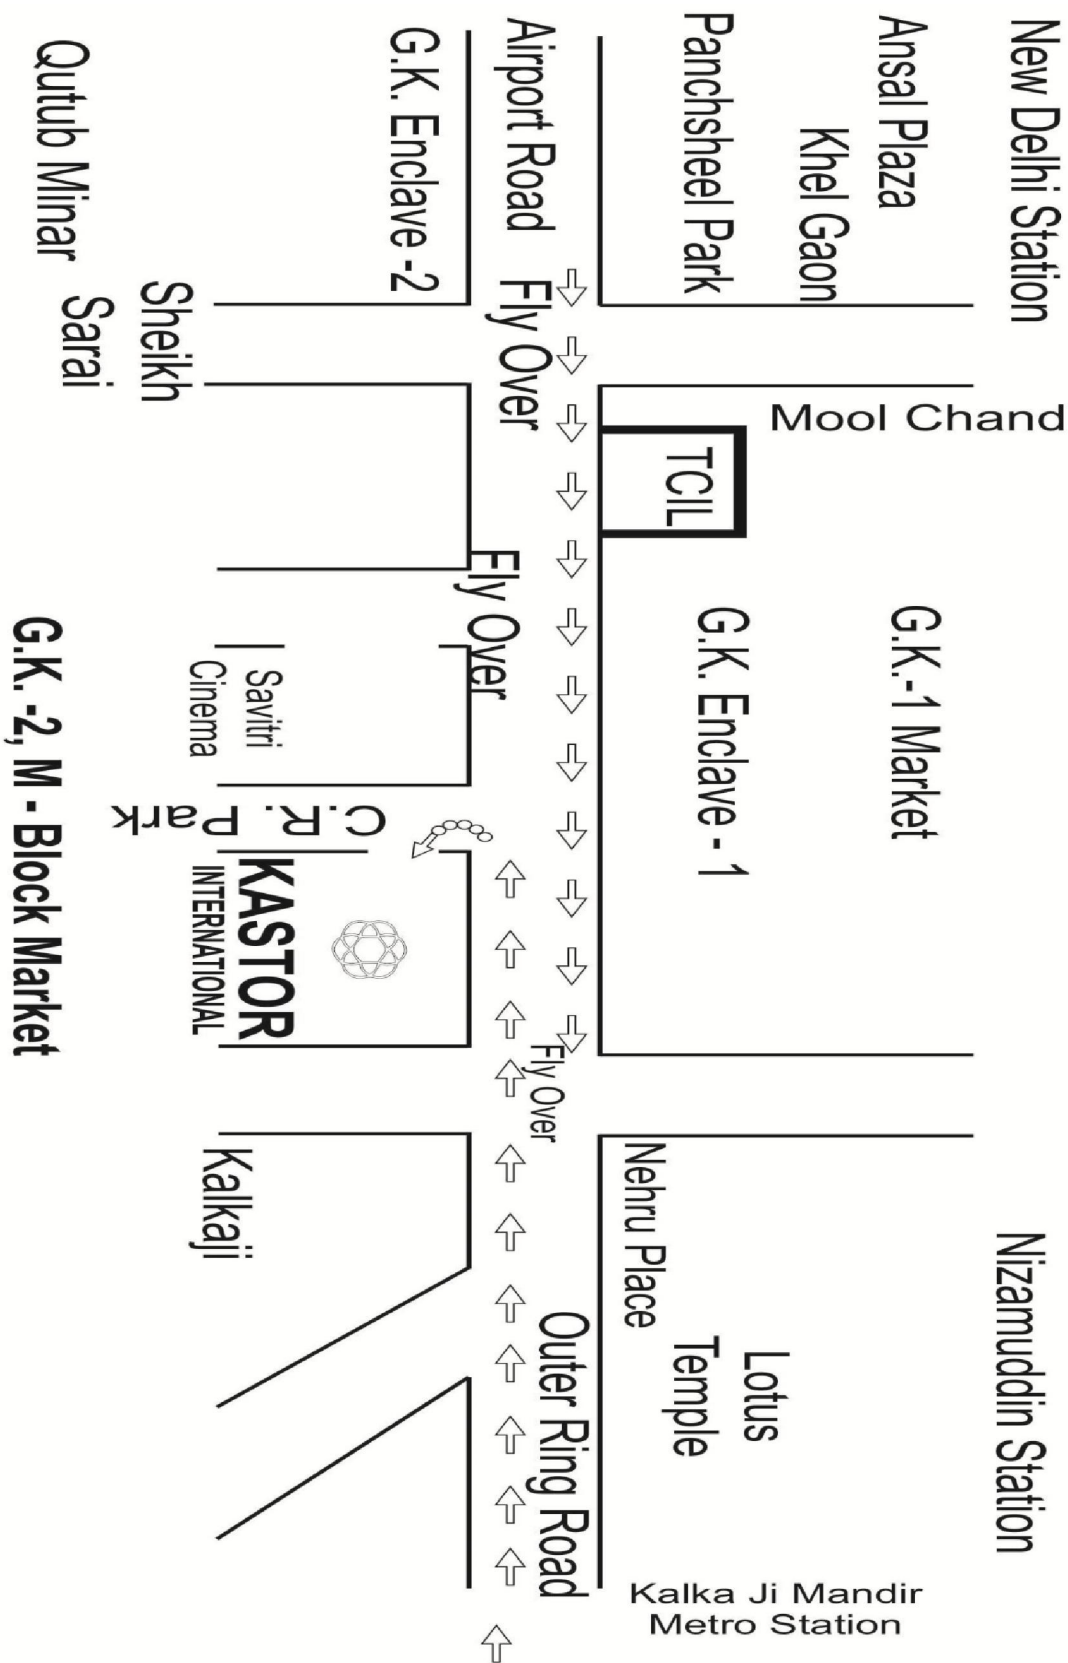 New Delhi Station
Ansal Plaza
Khel Gaon
Panchsheel Park
Airport Road
G.K. Enclave -2
Qutub Minar
Sheikh
Sarai
Fly Over
Mool Chand
TCIL
G.K.-1 Market
G.K. Enclave - 1
Fly Over
Savitri
Cinema
C.R. Park
KASTOR
INTERNATIONAL
G.K. -2, M - Block Market
Fly Over
Nizamuddin Station
Lotus
Temple
Nehru Place
Outer Ring Road
Kalkaji
Kalka Ji Mandir
Metro Station